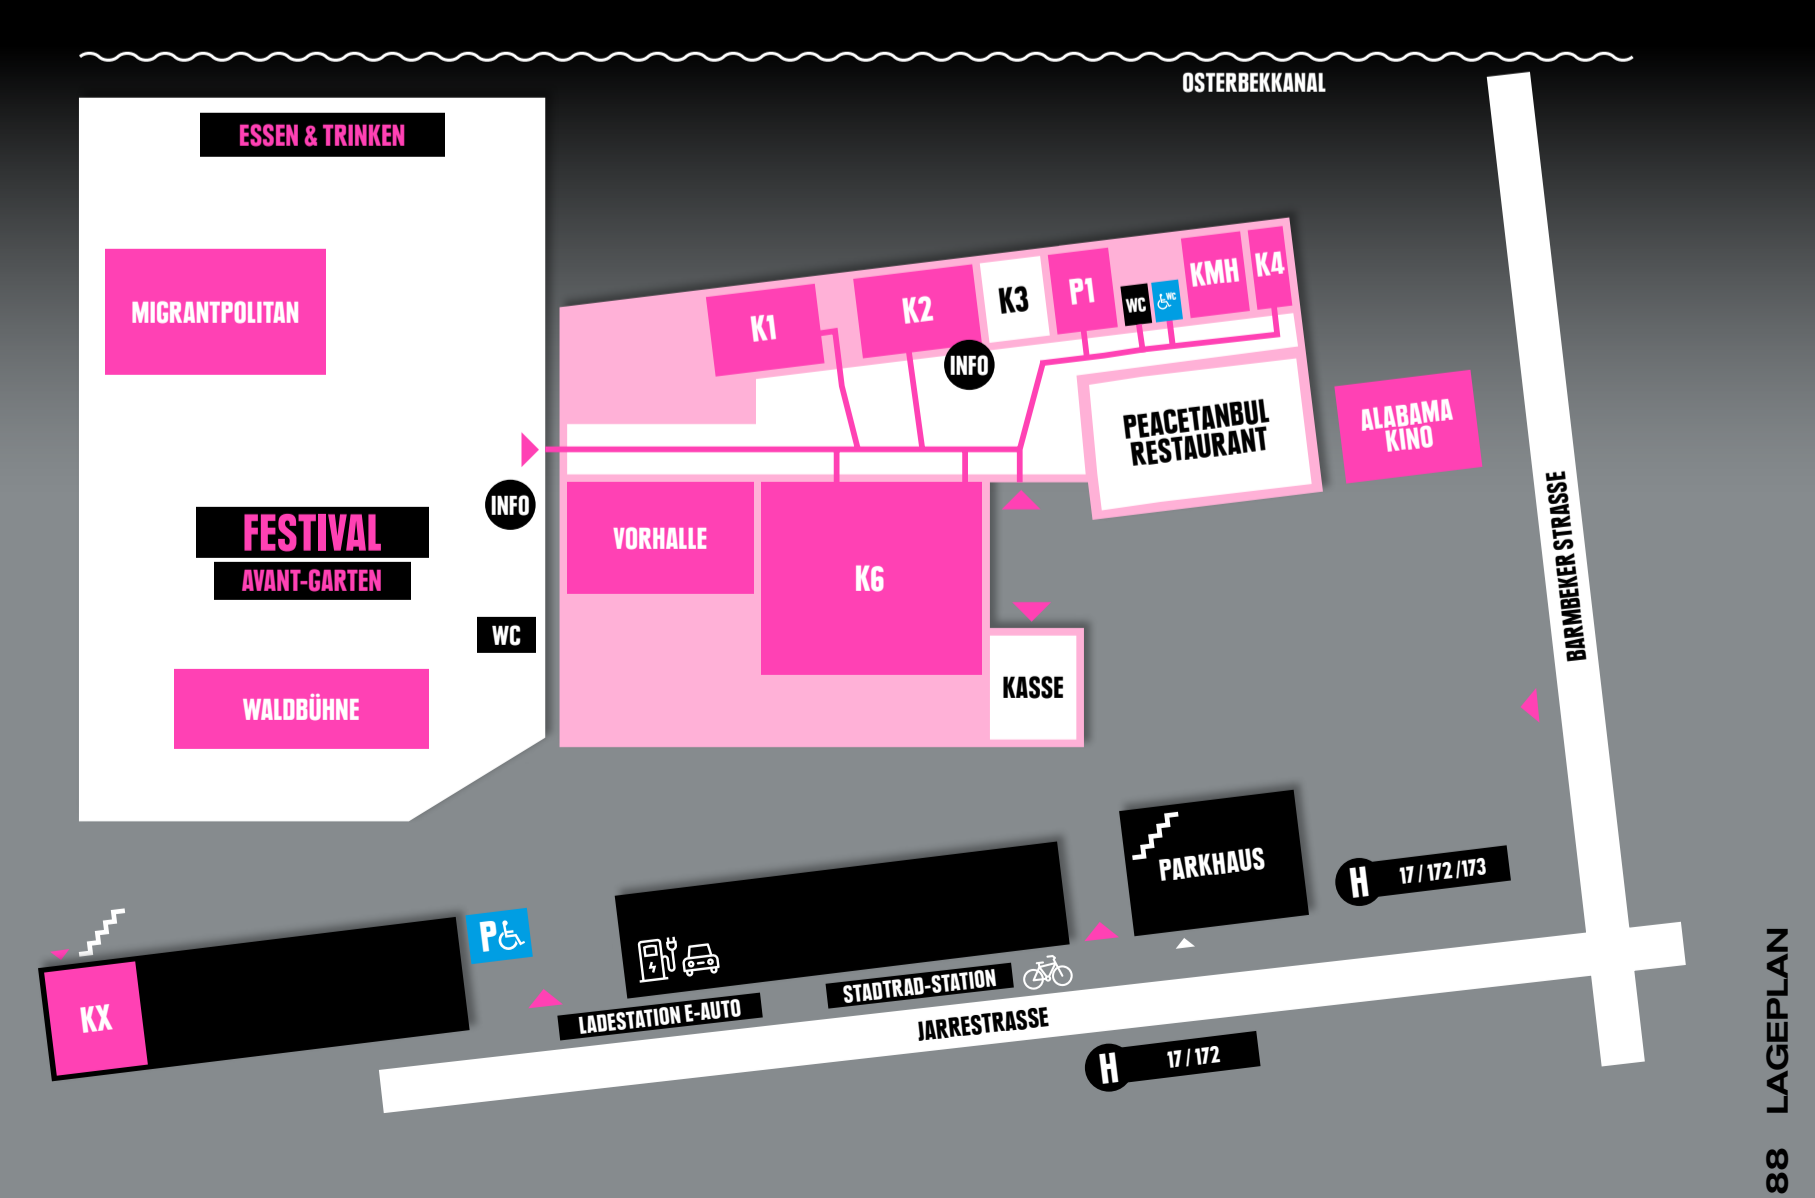 OSTERBEKKANAL
ESSEN & TRINKEN
MIGRANTPOLITAN
K1
K2
K3
P1
WC
WC
KMH
K4
INFO
PEACETANBUL
RESTAURANT
ALABAMA
KINO
INFO
FESTIVAL
AVANT-GARTEN
WC
WALDBÜHNE
VORHALLE
K6
KASSE
BARMBEKER STRASSE
PARKHAUS
H 17 / 172 / 173
P
KX
LADESTATION E-AUTO
STADTRAD-STATION
JARRESTRASSE
H 17 / 172
88 LAGEPLAN